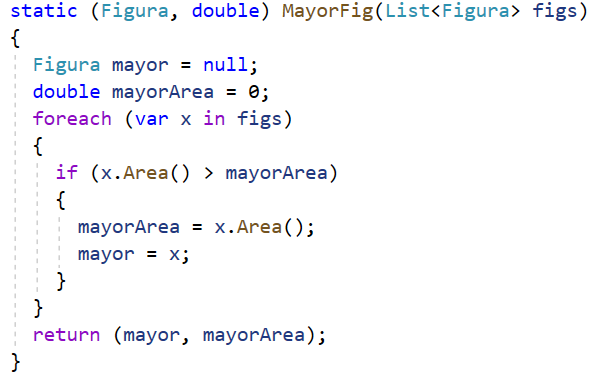 static (Figura, double) MayorFig(List<Figura> figs)
{
Figura mayor = null;
double mayorArea = 0;
foreach (var x in figs)
{
if (x.Area() > mayorArea)
{
mayorArea = x.Area();
mayor = x;
}
}
return (mayor, mayorArea);
}